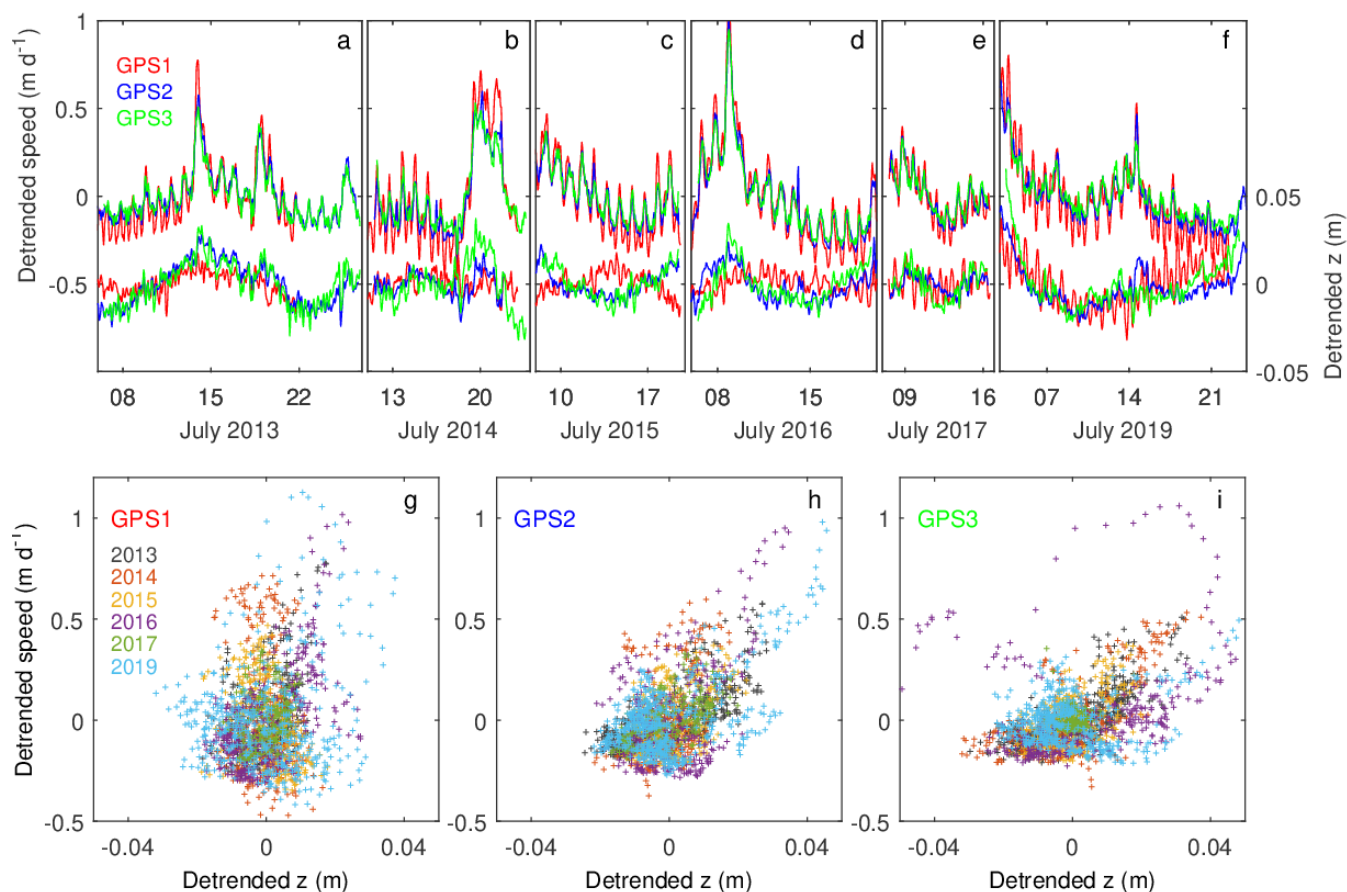 a
b
c
d
e
f
GPS1
GPS2
GPS3
Detrended speed (m d⁻¹)
1
0.5
0
-0.5
0.05
0
-0.05
Detrended z (m)
08 15 22
13 20
10 17
08 15
09 16
07 14 21
July 2013
July 2014
July 2015
July 2016
July 2017
July 2019
g
h
i
GPS1
GPS2
GPS3
2013
2014
2015
2016
2017
2019
Detrended speed (m d⁻¹)
1
0.5
0
-0.5
1
0.5
0
-0.5
1
0.5
0
-0.5
-0.04 0 0.04
-0.04 0 0.04
-0.04 0 0.04
Detrended z (m)
Detrended z (m)
Detrended z (m)